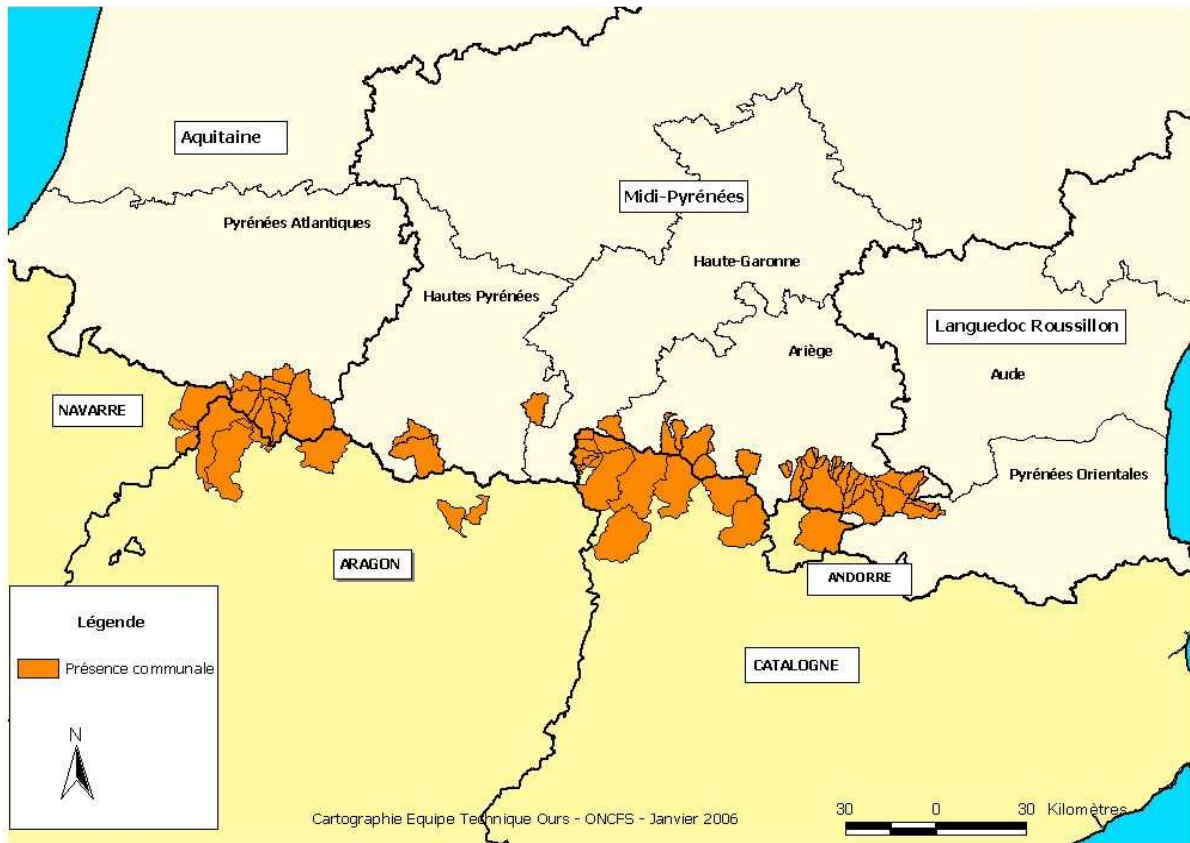 Aquitaine
Midi-Pyrénées
Pyrénées Atlantiques
Haute-Garonne
Hautes Pyrénées
Languedoc Roussillon
Ariège
Aude
NAVARRE
Pyrénées Orientales
ARAGON
ANDORRE
Légende
CATALOGNE
Présence communale
N
30 0 30 Kilomètres
Cartographie Equipe Technique Ours - ONCFS - Janvier 2006